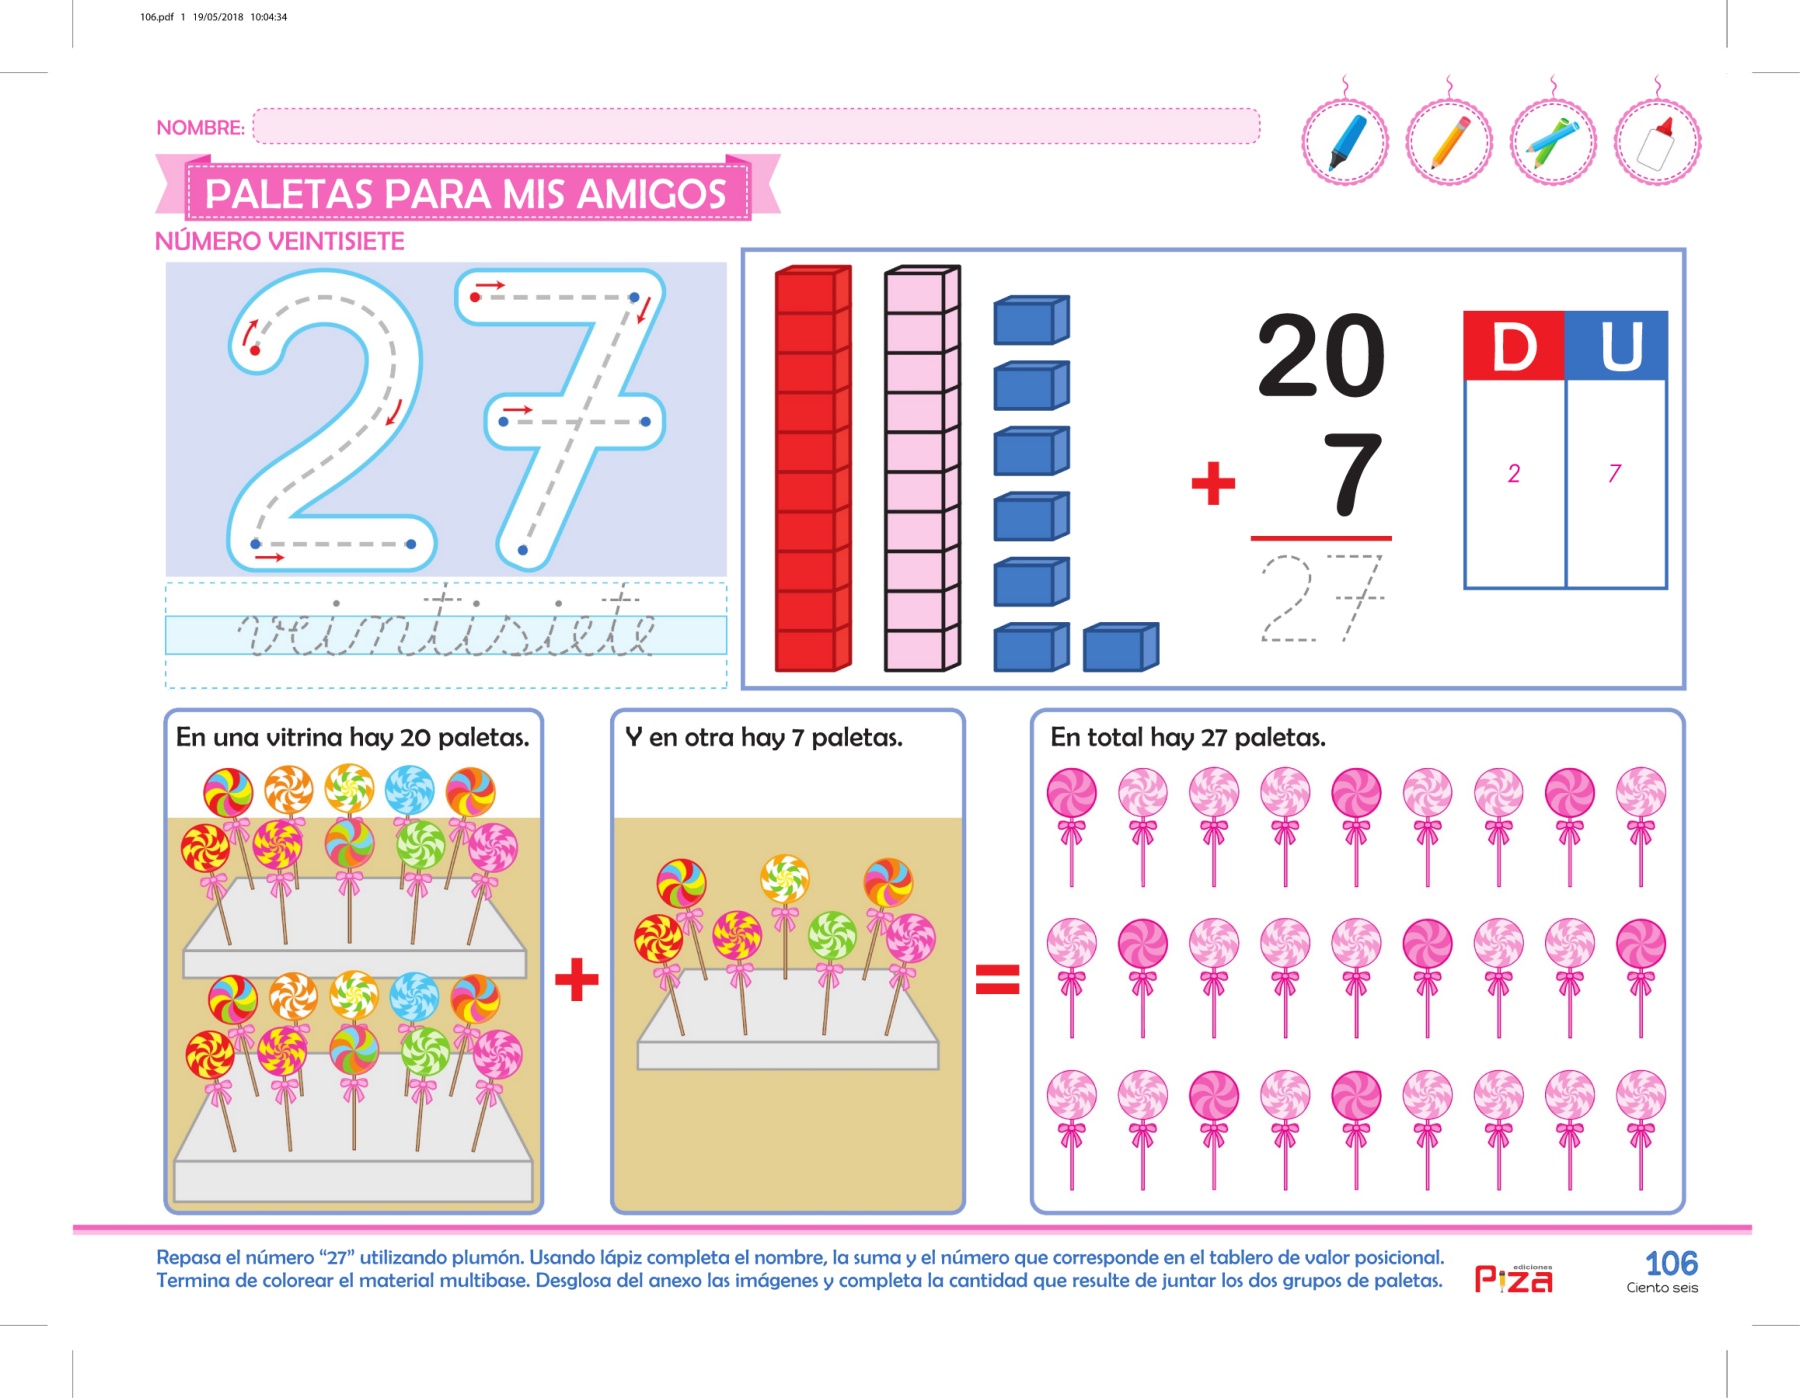 106.pdf 1 19/05/2018 10:04:34
NOMBRE:
PALETAS PARA MIS AMIGOS
NÚMERO VEINTISIETE
27
veintisiete
20
+ 7
27
D U
2 7
En una vitrina hay 20 paletas.
+
Y en otra hay 7 paletas.
=
En total hay 27 paletas.
Repasa el número “27” utilizando plumón. Usando lápiz completa el nombre, la suma y el número que corresponde en el tablero de valor posicional.
Termina de colorear el material multibase. Desglosa del anexo las imágenes y completa la cantidad que resulte de juntar los dos grupos de paletas.
ediciones
Piza
106
Ciento seis